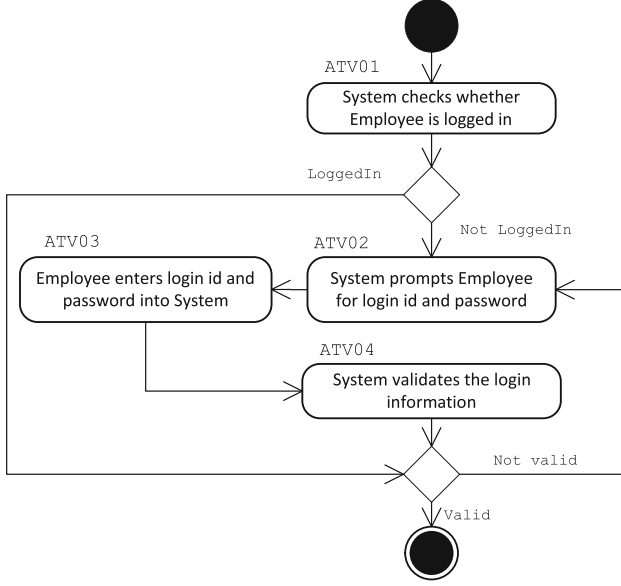 ATV01
System checks whether
Employee is logged in
LoggedIn
Not LoggedIn
ATV03
ATV02
Employee enters login id and
password into System
System prompts Employee
for login id and password
ATV04
System validates the login
information
Not valid
Valid